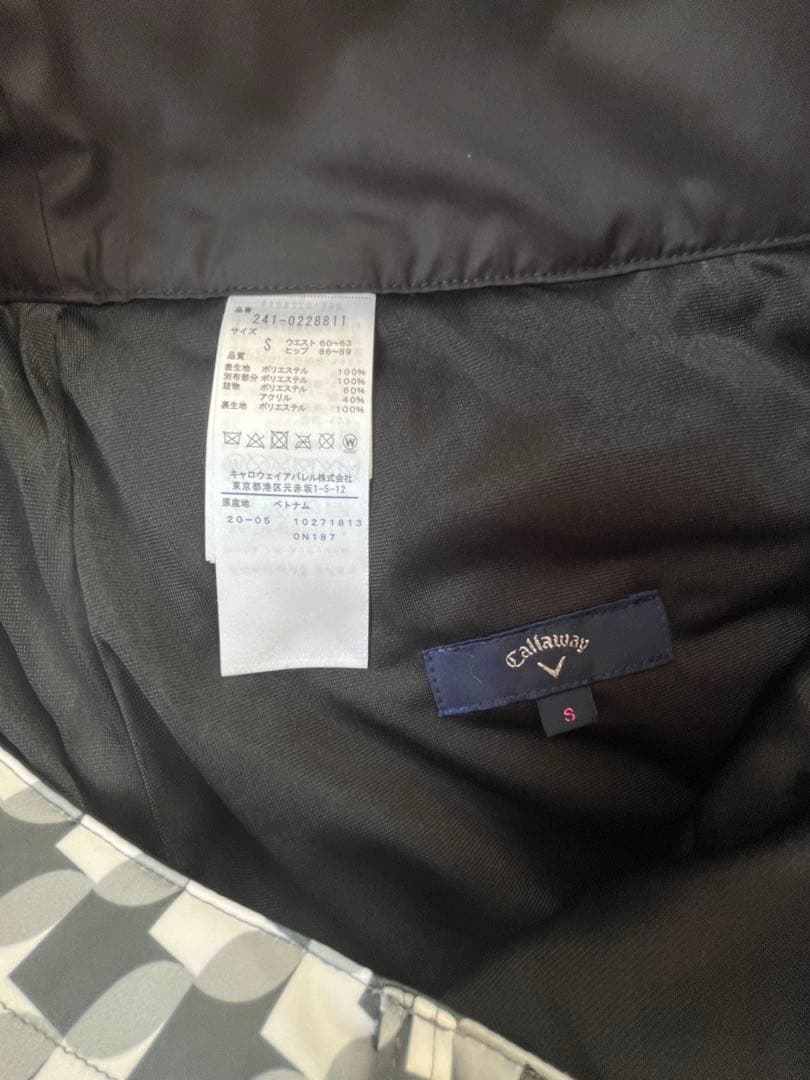 品番
241-0228811
サイズ
S ウエスト 60~63
ヒップ 86~89
品質
表生地 ポリエステル 100%
別布部分 ポリエステル 100%
詰物 ポリエステル 60%
アクリル 40%
裏生地 ポリエステル 100%
W
キャロウェイアパレル株式会社
東京都港区元赤坂1-5-12
原産地 ベトナム
20-05 10271813
0N187
Callaway
S